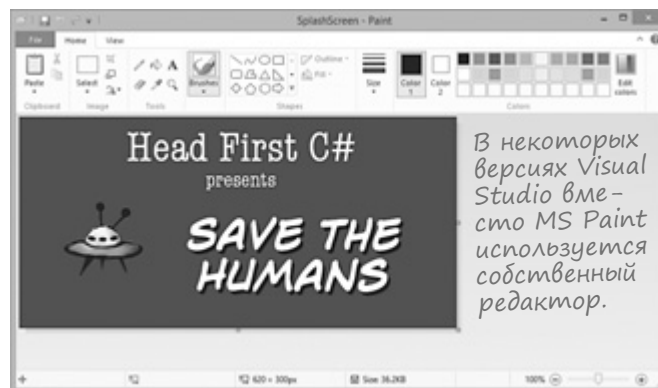 SplashScreen - Paint
File Home View
Paste
Select
Brushes
Outline
Fill
Size
Color 1
Color 2
Edit colors
Clipboard Image Tools Shapes Colors
Head First C#
presents
SAVE THE
HUMANS
В некоторых
версиях Visual
Studio вме-
сто MS Paint
используется
собственный
редактор.
620 × 300px
Size: 36.2KB
100%